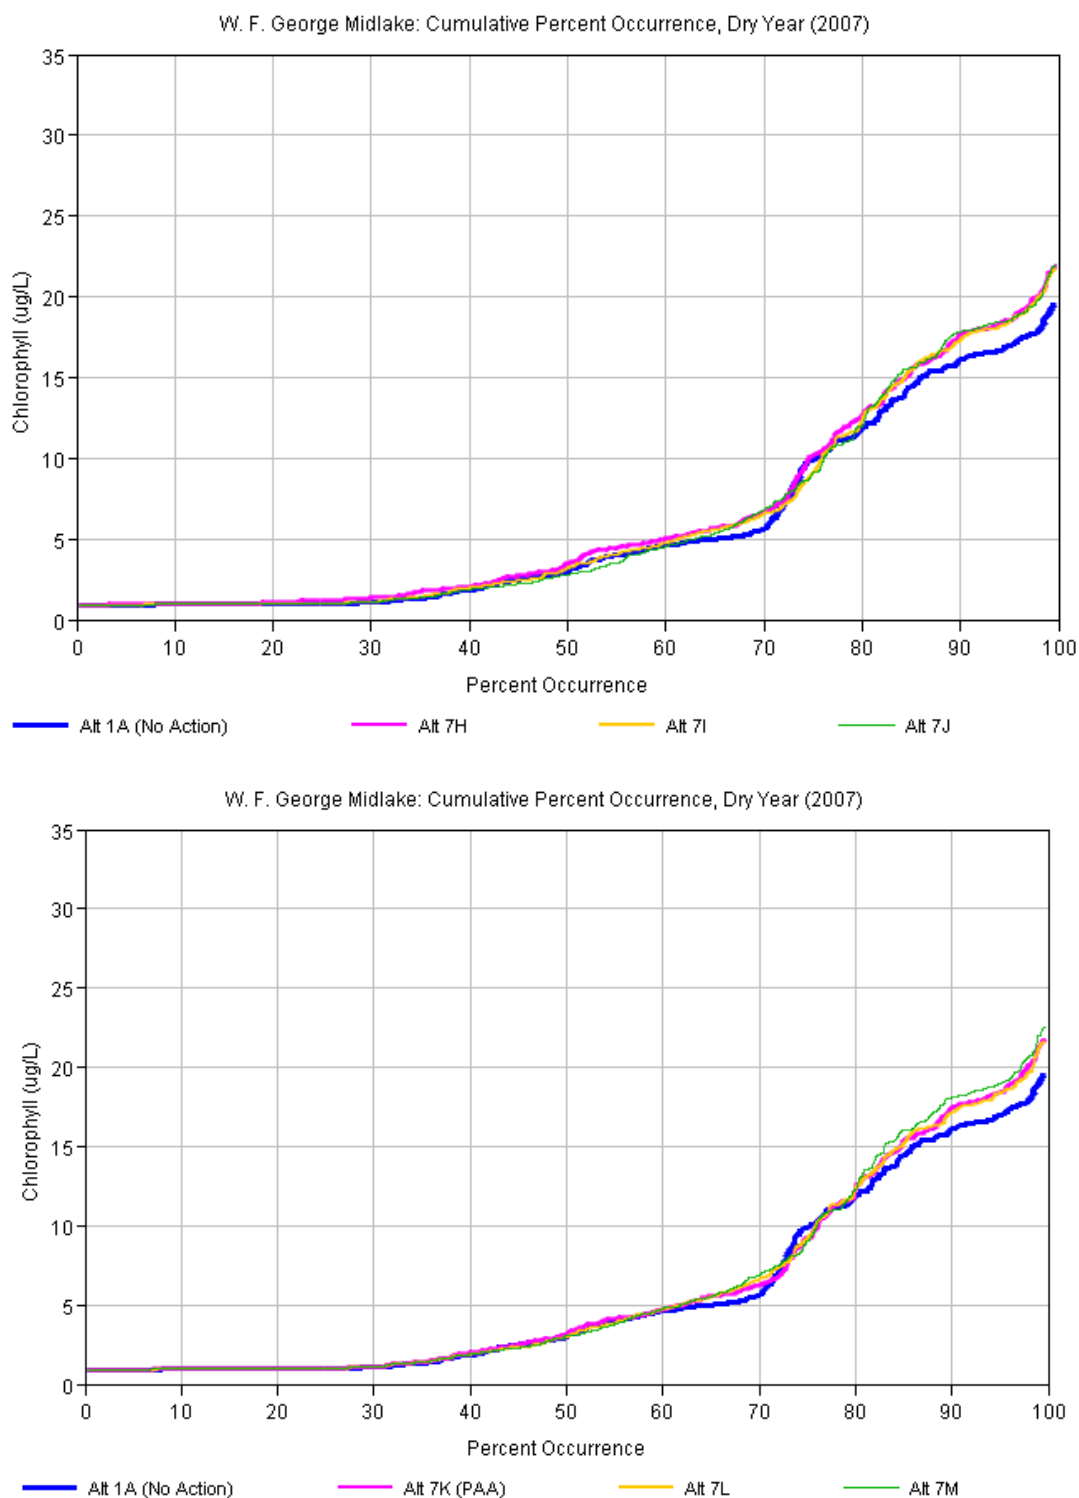 W. F. George Midlake: Cumulative Percent Occurrence, Dry Year (2007)
35
30
25
20
15
10
5
0
Chlorophyll (ug/L)
0 10 20 30 40 50 60 70 80 90 100
Percent Occurrence
Alt 1A (No Action) Alt 7H Alt 7I Alt 7J
W. F. George Midlake: Cumulative Percent Occurrence, Dry Year (2007)
35
30
25
20
15
10
5
0
Chlorophyll (ug/L)
0 10 20 30 40 50 60 70 80 90 100
Percent Occurrence
Alt 1A (No Action) Alt 7K (PAA) Alt 7L Alt 7M